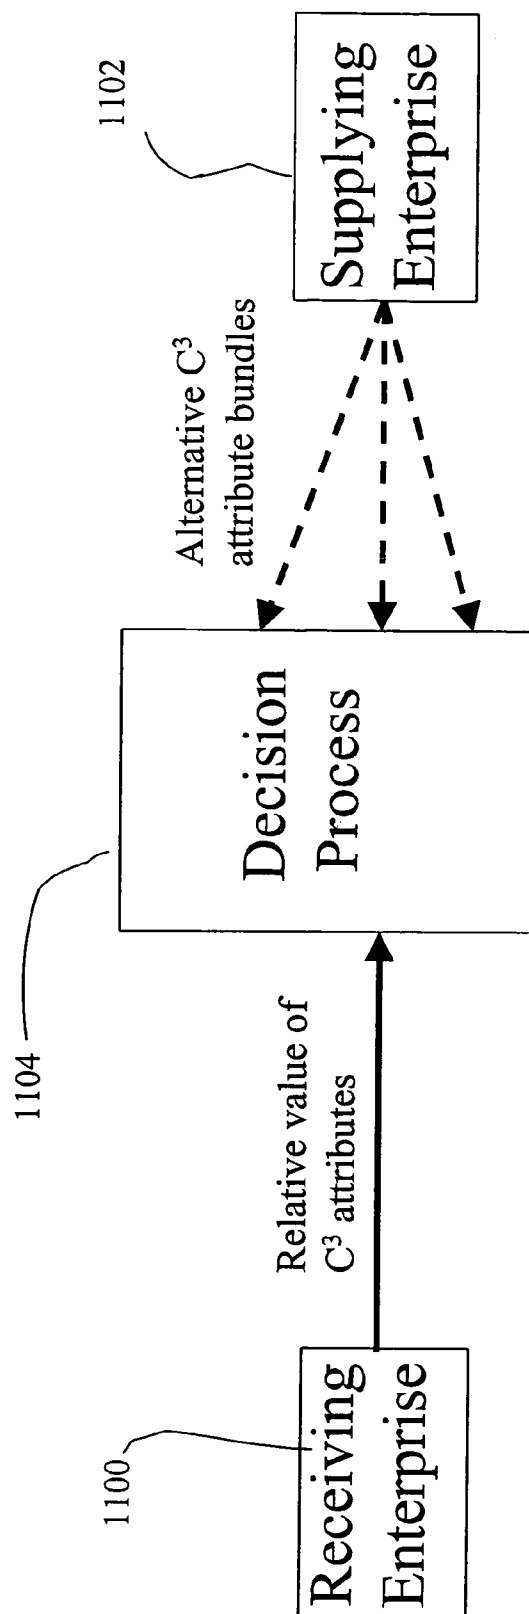 1100
Receiving
Enterprise
Relative value of
C³ attributes
1104
Decision
Process
Alternative C³
attribute bundles
1102
Supplying
Enterprise